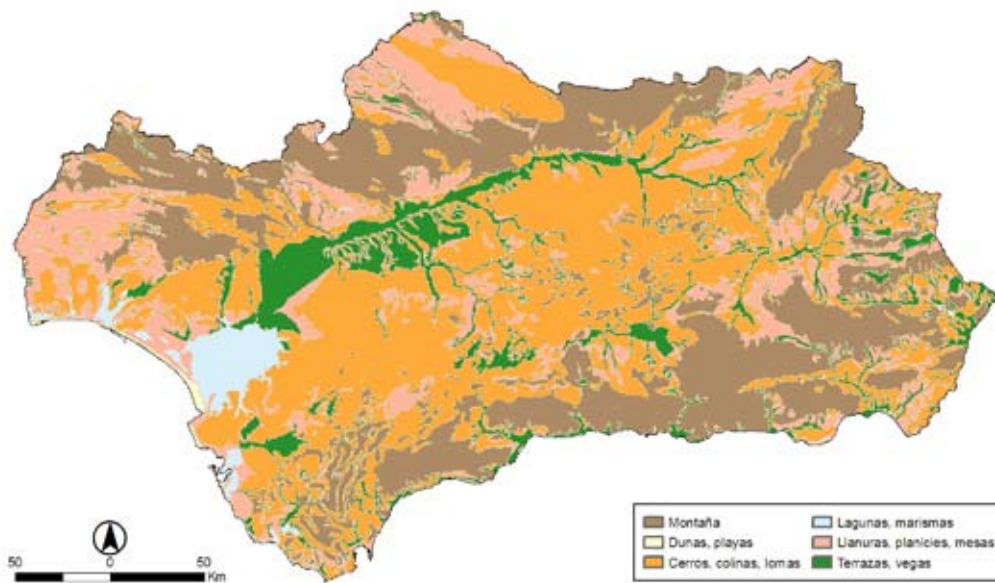 Montaña
Dunas, playas
Cerros, colinas, lomas
Lagunas, marismas
Llanuras, planicies, mesas
Terrazas, vegas
50 0 50
Km